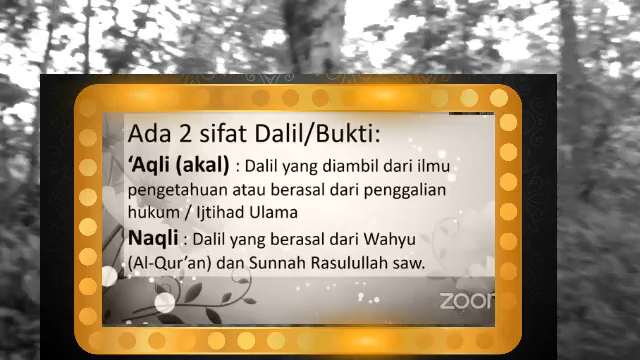 Ada 2 sifat Dalil/Bukti:
‘Aqli (akal) : Dalil yang diambil dari ilmu
pengetahuan atau berasal dari penggalian
hukum / Ijtihad Ulama
Naqli : Dalil yang berasal dari Wahyu
(Al-Qur’an) dan Sunnah Rasulullah saw.
zoom